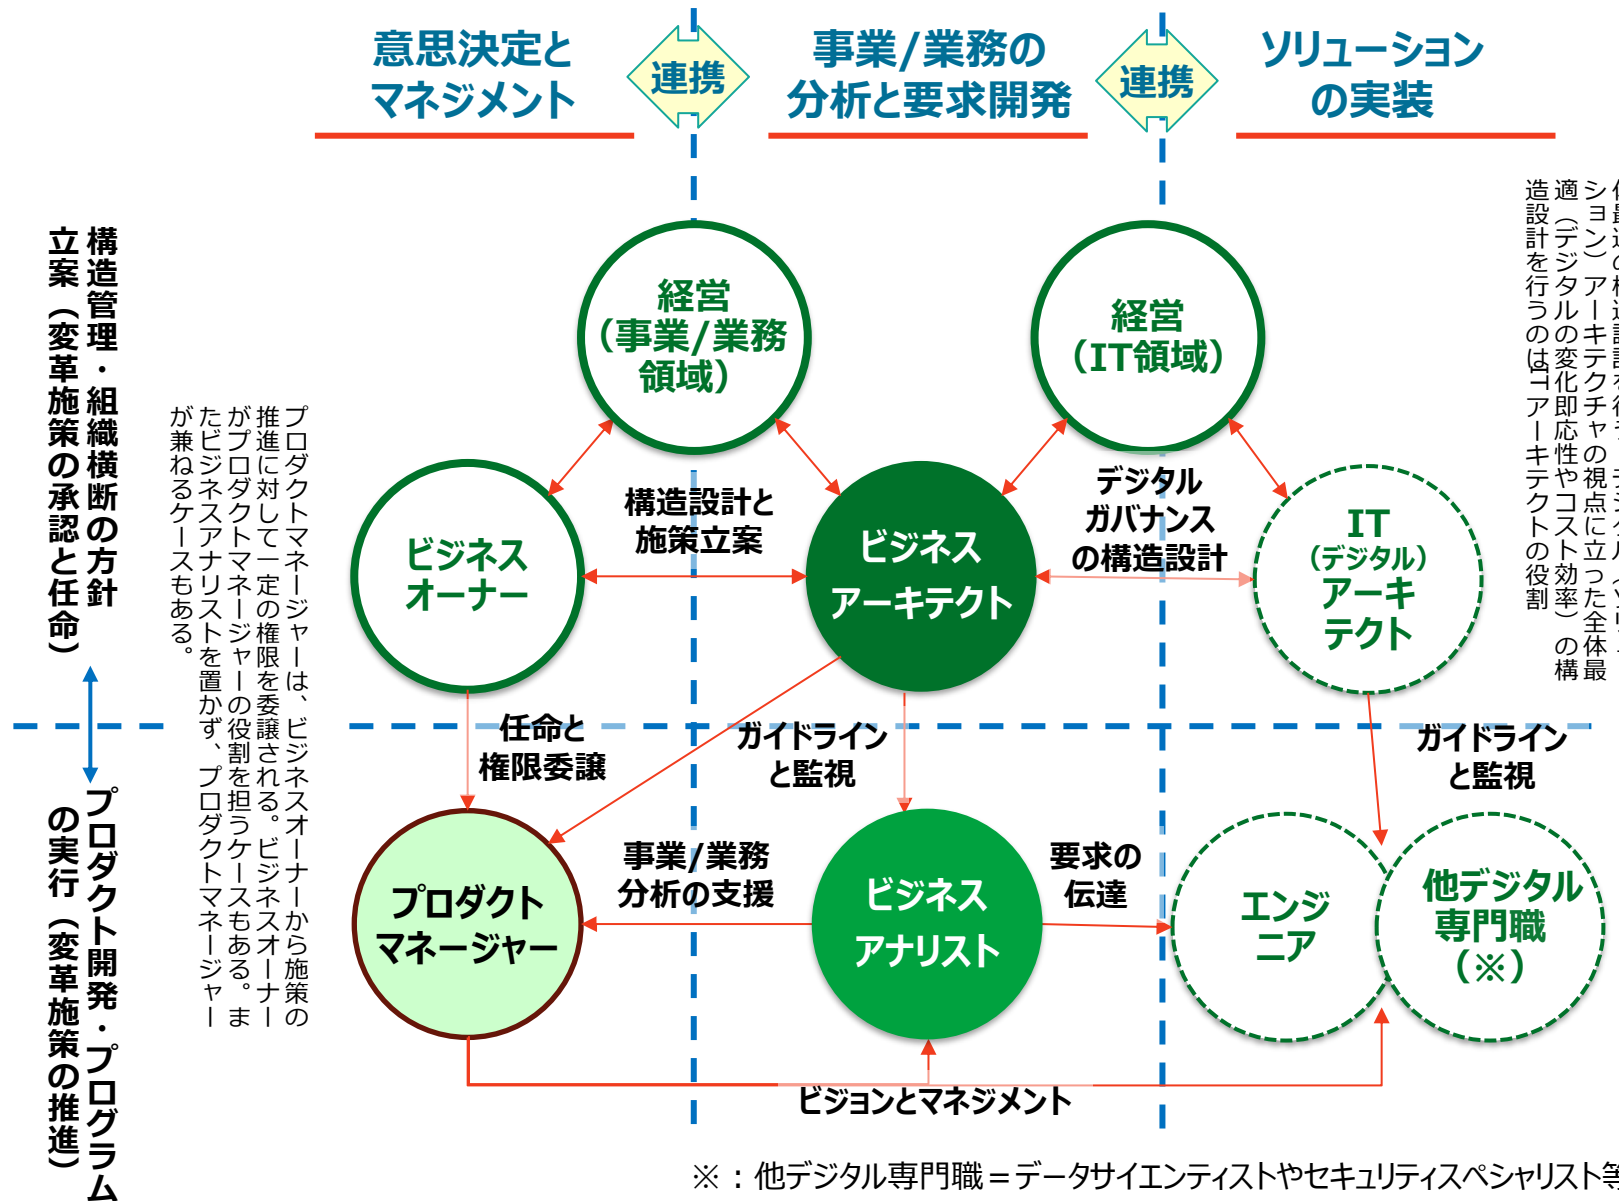 意思決定と
マネジメント
連携
事業/業務の
分析と要求開発
連携
ソリューション
の実装
構造管理・組織横断の方針
立案（変革施策の承認と任命）
プロダクト開発・プログラム
の実行（変革施策の推進）
プロダクトマネージャーは、ビジネスオーナーから施策の
推進に対して一定の権限を委譲される。ビジネスオーナー
がプロダクトマネージャーの役割を担うケースもある。ま
たビジネスアナリストを置かず、プロダクトマネージャー
が兼ねるケースもある。
経営
（事業/業務
領域）
経営
（IT領域）
ション）アーキテクチャの視点に立った全体最
適（デジタルの変化即応性やコスト効率）の構
造設計を行うのはITアーキテクトの役割
ビジネス
オーナー
構造設計と
施策立案
ビジネス
アーキテクト
デジタル
ガバナンス
の構造設計
IT
（デジタル）
アーキ
テクト
任命と
権限委譲
ガイドライン
と監視
ガイドライン
と監視
プロダクト
マネージャー
事業/業務
分析の支援
ビジネス
アナリスト
要求の
伝達
エンジ
ニア
他デジタル
専門職
（※）
ビジョンとマネジメント
※：他デジタル専門職＝データサイエンティストやセキュリティスペシャリスト等